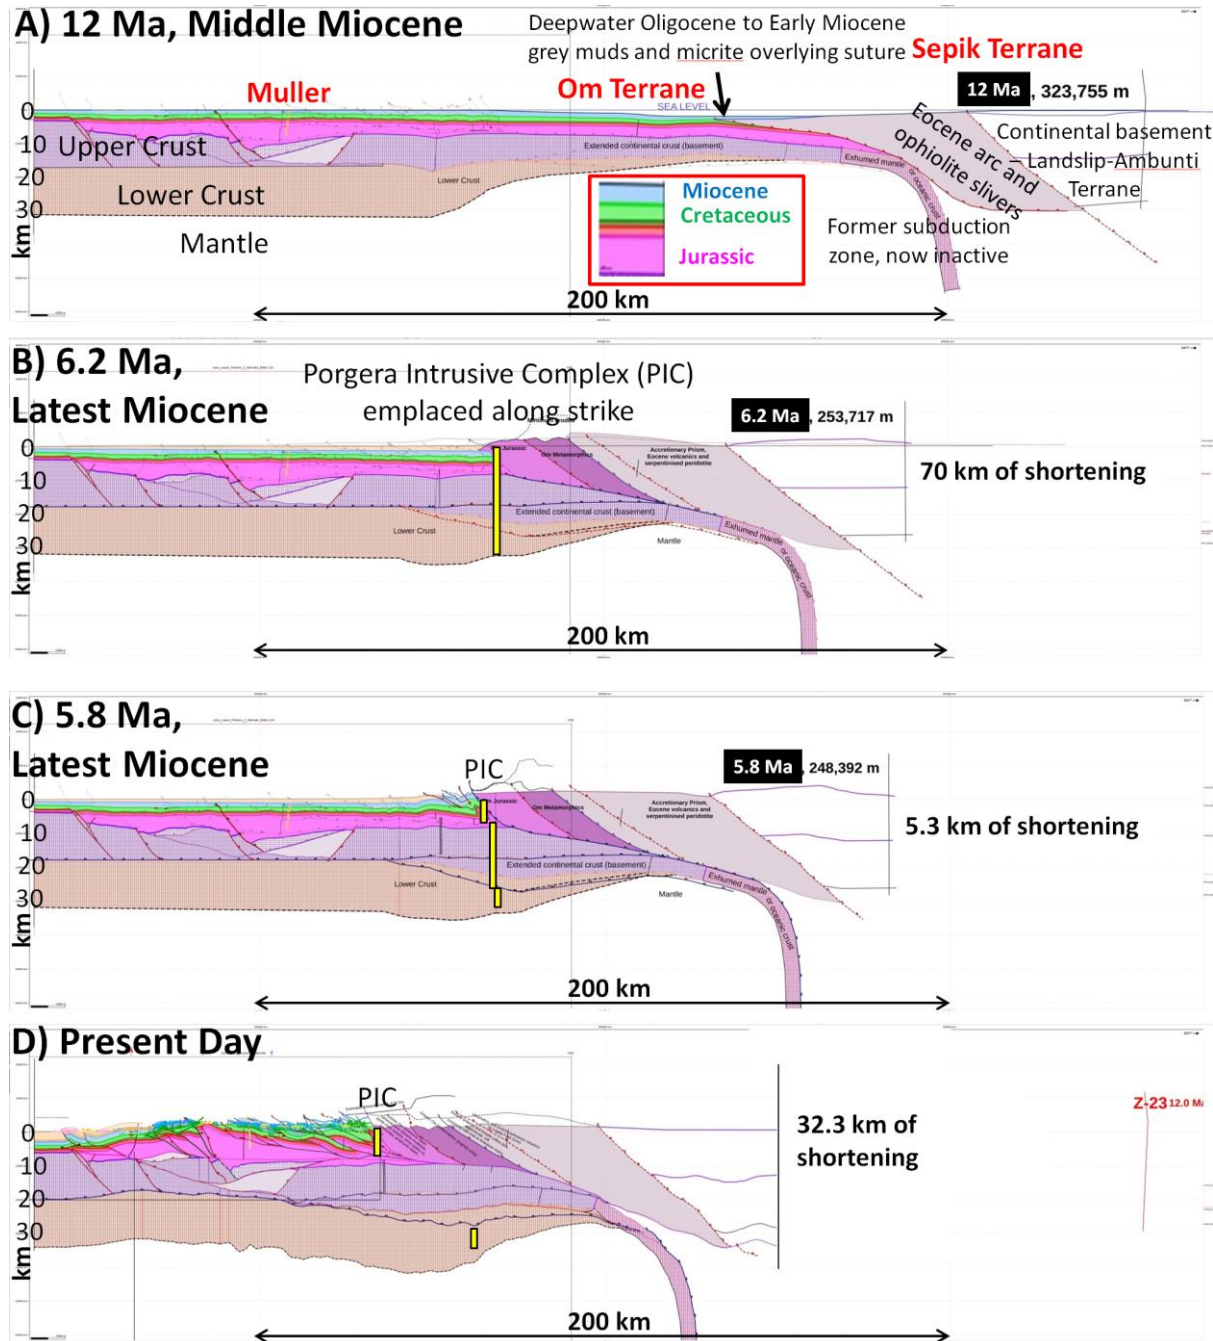 A) 12 Ma, Middle Miocene
Deepwater Oligocene to Early Miocene
grey muds and micrite overlying suture
Sepik Terrane
Muller
Om Terrane
SEA LEVEL
12 Ma, 323,755 m
0
10
20
30
km
Upper Crust
Lower Crust
Mantle
Lower Crust
Extended continental crust (basement)
Exhumed mantle
or oceanic crust
Eocene arc and
ophiolite slivers
Continental basement
– Landslip-Ambunti
Terrane
Miocene
Cretaceous
Jurassic
Former subduction
zone, now inactive
200 km
B) 6.2 Ma,
Latest Miocene
Porgera Intrusive Complex (PIC)
emplaced along strike
6.2 Ma, 253,717 m
70 km of shortening
0
10
20
30
km
Jurassic
Om Metamorphics
Accretionary Prism,
Eocene volcanics and
serpentinised peridotite
Extended continental crust (basement)
Lower Crust
Mantle
Exhumed mantle
or oceanic crust
200 km
C) 5.8 Ma,
Latest Miocene
PIC
5.8 Ma, 248,392 m
5.3 km of shortening
0
10
20
30
km
Jurassic
Om Metamorphics
Accretionary Prism,
Eocene volcanics and
serpentinised peridotite
Extended continental crust (basement)
Lower Crust
Mantle
Exhumed mantle
or oceanic crust
200 km
D) Present Day
PIC
32.3 km of
shortening
Z-23 12.0 Ma
0
10
20
30
km
200 km